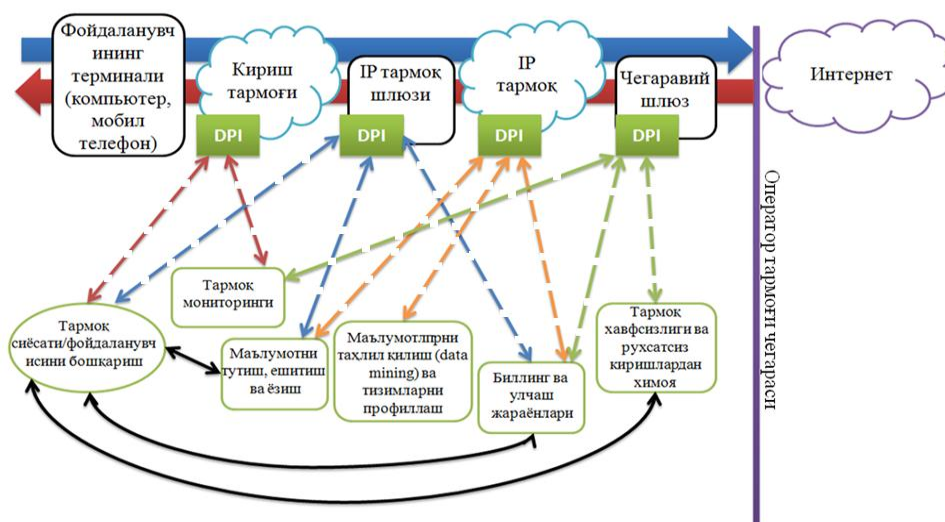 Фойдаланувч
ининг
терминали
(компьютер,
мобил
телефон)
Кириш
тармоғи
IP тармоқ
шлюзи
IP
тармоқ
Чегаравий
шлюз
Интернет
DPI
DPI
DPI
DPI
Оператор тармоғи чегараси
Тармоқ
мониторинги
Тармоқ
сиёсати/фойдаланувч
исини бошқариш
Маълумотни
тутиш, ешитиш
ва ёзиш
Маълумотлпрни
таҳлил қилиш (data
mining) ва
тизимларни
профиллаш
Биллинг ва
улчаш
жараёнлари
Тармоқ
хавфсизлиги ва
рухсатсиз
киришлардан
химоя